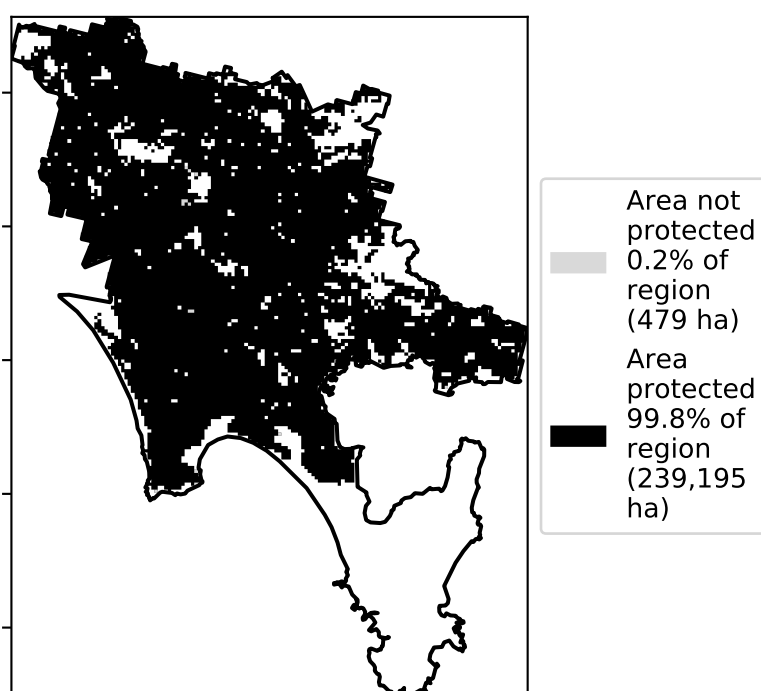 Area not
protected
0.2% of
region
(479 ha)
Area
protected
99.8% of
region
(239,195
ha)